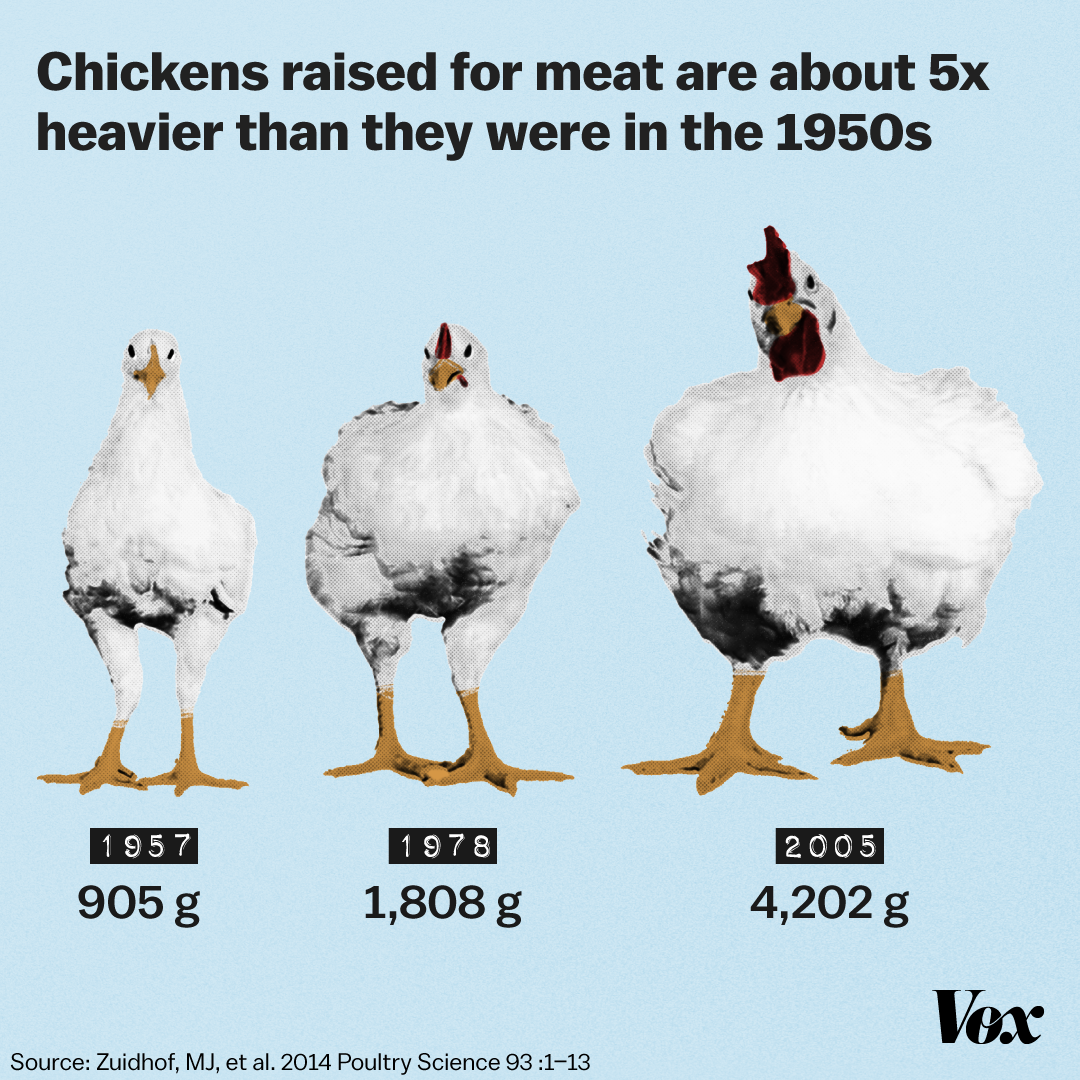 Chickens raised for meat are about 5x
heavier than they were in the 1950s
1957
1978
2005
905 g
1,808 g
4,202 g
Vox
Source: Zuidhof, MJ, et al. 2014 Poultry Science 93 :1–13